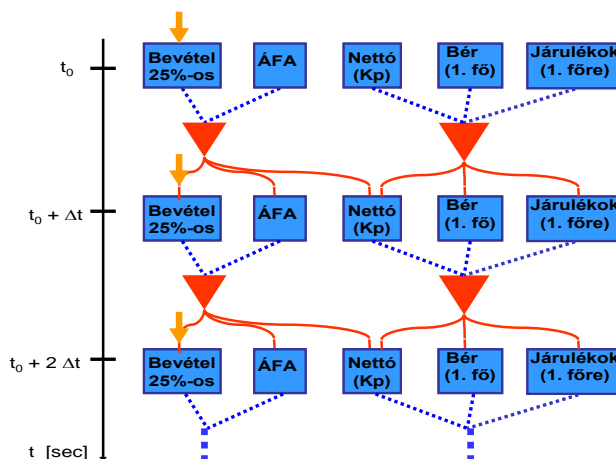 t₀
Bevétel
25%-os
ÁFA
Nettó
(Kp)
Bér
(1. fő)
Járulékok
(1. főre)
t₀ + Δt
Bevétel
25%-os
ÁFA
Nettó
(Kp)
Bér
(1. fő)
Járulékok
(1. főre)
t₀ + 2 Δt
Bevétel
25%-os
ÁFA
Nettó
(Kp)
Bér
(1. fő)
Járulékok
(1. főre)
t [sec]